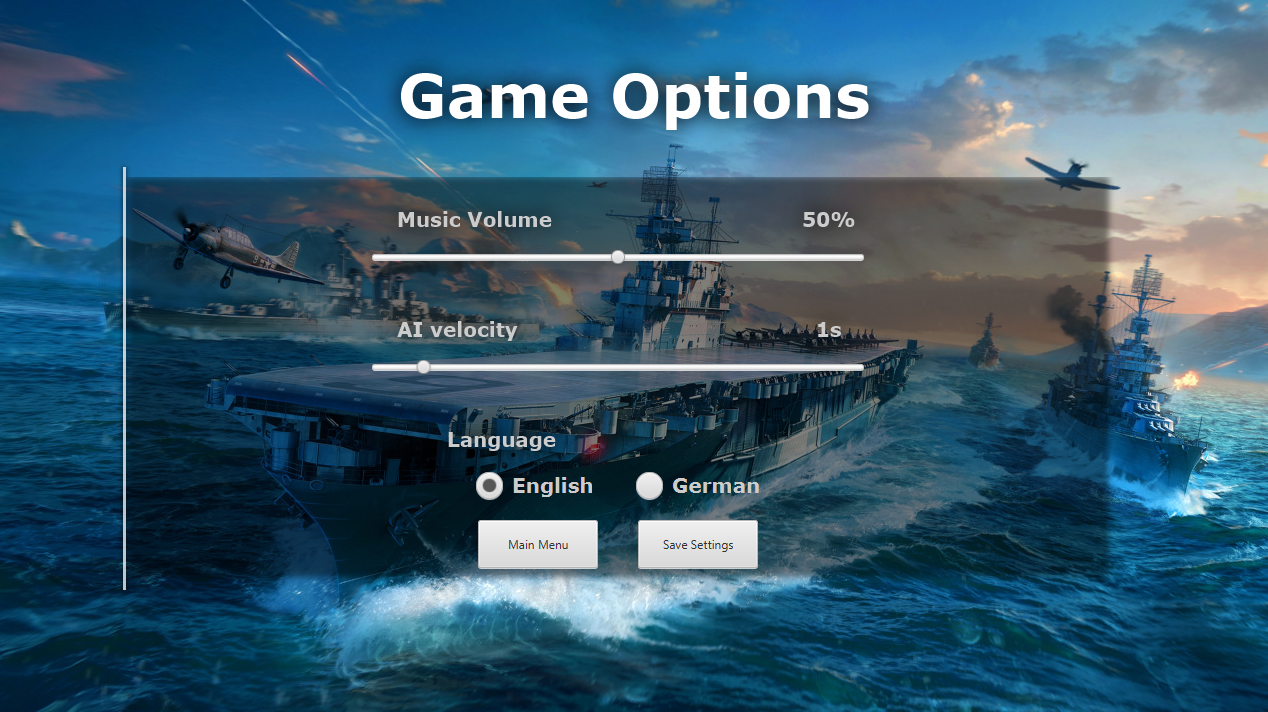 Game Options
Music Volume 50%
AI velocity 1s
Language
English German
Main Menu Save Settings